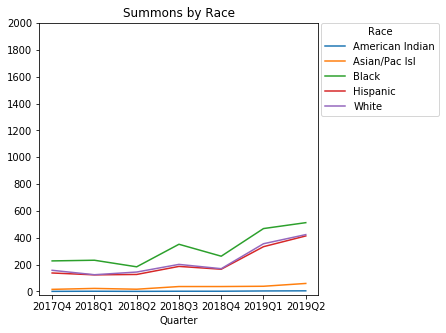 Summons by Race
2000
1800
1600
1400
1200
1000
800
600
400
200
0
2017Q4 2018Q1 2018Q2 2018Q3 2018Q4 2019Q1 2019Q2
Quarter
Race
American Indian
Asian/Pac Isl
Black
Hispanic
White